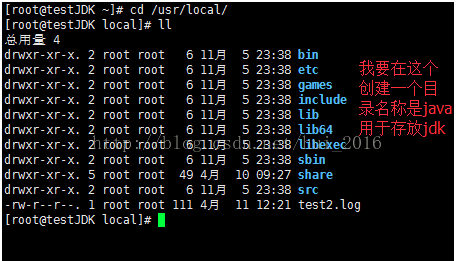 [root@testJDK ~]# cd /usr/local/
[root@testJDK local]# ll
总用量 4
drwxr-xr-x. 2 root root   6 11月  5 23:38 bin
drwxr-xr-x. 2 root root   6 11月  5 23:38 etc
drwxr-xr-x. 2 root root   6 11月  5 23:38 games
drwxr-xr-x. 2 root root   6 11月  5 23:38 include
drwxr-xr-x. 2 root root   6 11月  5 23:38 lib
drwxr-xr-x. 2 root root   6 11月  5 23:38 lib64
drwxr-xr-x. 2 root root   6 11月  5 23:38 libexec
drwxr-xr-x. 2 root root   6 11月  5 23:38 sbin
drwxr-xr-x. 5 root root  49 4月  10 09:27 share
drwxr-xr-x. 2 root root   6 11月  5 23:38 src
-rw-r--r--. 1 root root 111 4月  11 12:21 test2.log
[root@testJDK local]#
我要在这个
创建一个目
录名称是java
用于存放jdk